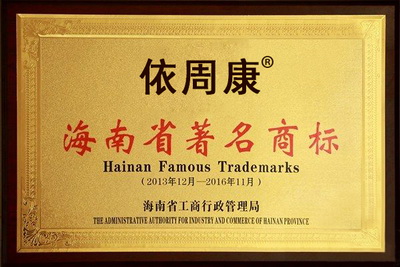 依周康®
海南省著名商标
Hainan Famous Trademarks
（2013年12月—2016年11月）
海南省工商行政管理局
THE ADMINISTRATIVE AUTHORITY FOR INDUSTRY AND COMMERCE OF HAINAN PROVINCE